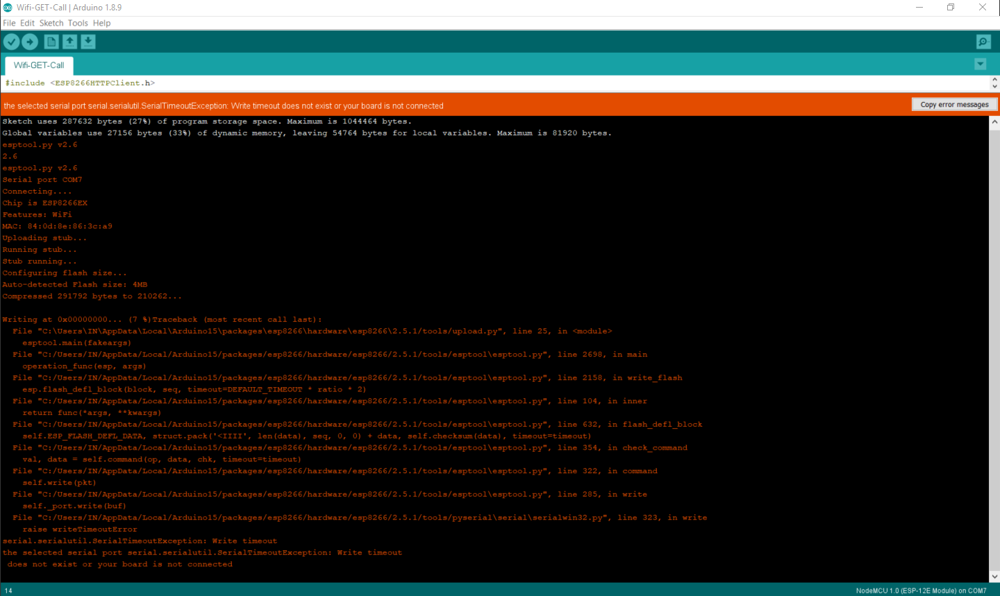 Wifi-GET-Call | Arduino 1.8.9
File Edit Sketch Tools Help
Wifi-GET-Call
#include <ESP8266HTTPClient.h>
the selected serial port serial.serialutil.SerialTimeoutException: Write timeout does not exist or your board is not connected
Copy error messages
Sketch uses 287632 bytes (27%) of program storage space. Maximum is 1044464 bytes.
Global variables use 27156 bytes (33%) of dynamic memory, leaving 54764 bytes for local variables. Maximum is 81920 bytes.
esptool.py v2.6
2.6
esptool.py v2.6
Serial port COM7
Connecting....
Chip is ESP8266EX
Features: WiFi
MAC: 84:0d:8e:86:3c:a9
Uploading stub...
Running stub...
Stub running...
Configuring flash size...
Auto-detected Flash size: 4MB
Compressed 291792 bytes to 210262...
Writing at 0x00000000... (7 %)Traceback (most recent call last):
File "C:\Users\IN\AppData\Local\Arduino15\packages\esp8266\hardware\esp8266\2.5.1/tools/upload.py", line 25, in <module>
esptool.main(fakeargs)
File "C:/Users/IN/AppData/Local/Arduino15/packages/esp8266/hardware/esp8266/2.5.1/tools/esptool\esptool.py", line 2698, in main
operation_func(esp, args)
File "C:/Users/IN/AppData/Local/Arduino15/packages/esp8266/hardware/esp8266/2.5.1/tools/esptool\esptool.py", line 2158, in write_flash
esp.flash_defl_block(block, seq, timeout=DEFAULT_TIMEOUT * ratio * 2)
File "C:/Users/IN/AppData/Local/Arduino15/packages/esp8266/hardware/esp8266/2.5.1/tools/esptool\esptool.py", line 104, in inner
return func(*args, **kwargs)
File "C:/Users/IN/AppData/Local/Arduino15/packages/esp8266/hardware/esp8266/2.5.1/tools/esptool\esptool.py", line 632, in flash_defl_block
self.ESP_FLASH_DEFL_DATA, struct.pack('<IIII', len(data), seq, 0, 0) + data, self.checksum(data), timeout=timeout)
File "C:/Users/IN/AppData/Local/Arduino15/packages/esp8266/hardware/esp8266/2.5.1/tools/esptool\esptool.py", line 354, in check_command
val, data = self.command(op, data, chk, timeout=timeout)
File "C:/Users/IN/AppData/Local/Arduino15/packages/esp8266/hardware/esp8266/2.5.1/tools/esptool\esptool.py", line 322, in command
self.write(pkt)
File "C:/Users/IN/AppData/Local/Arduino15/packages/esp8266/hardware/esp8266/2.5.1/tools/esptool\esptool.py", line 285, in write
self._port.write(buf)
File "C:/Users/IN/AppData/Local/Arduino15/packages/esp8266/hardware/esp8266/2.5.1/tools/pyserial\serial\serialwin32.py", line 323, in write
raise writeTimeoutError
serial.serialutil.SerialTimeoutException: Write timeout
the selected serial port serial.serialutil.SerialTimeoutException: Write timeout
does not exist or your board is not connected
14
NodeMCU 1.0 (ESP-12E Module) on COM7